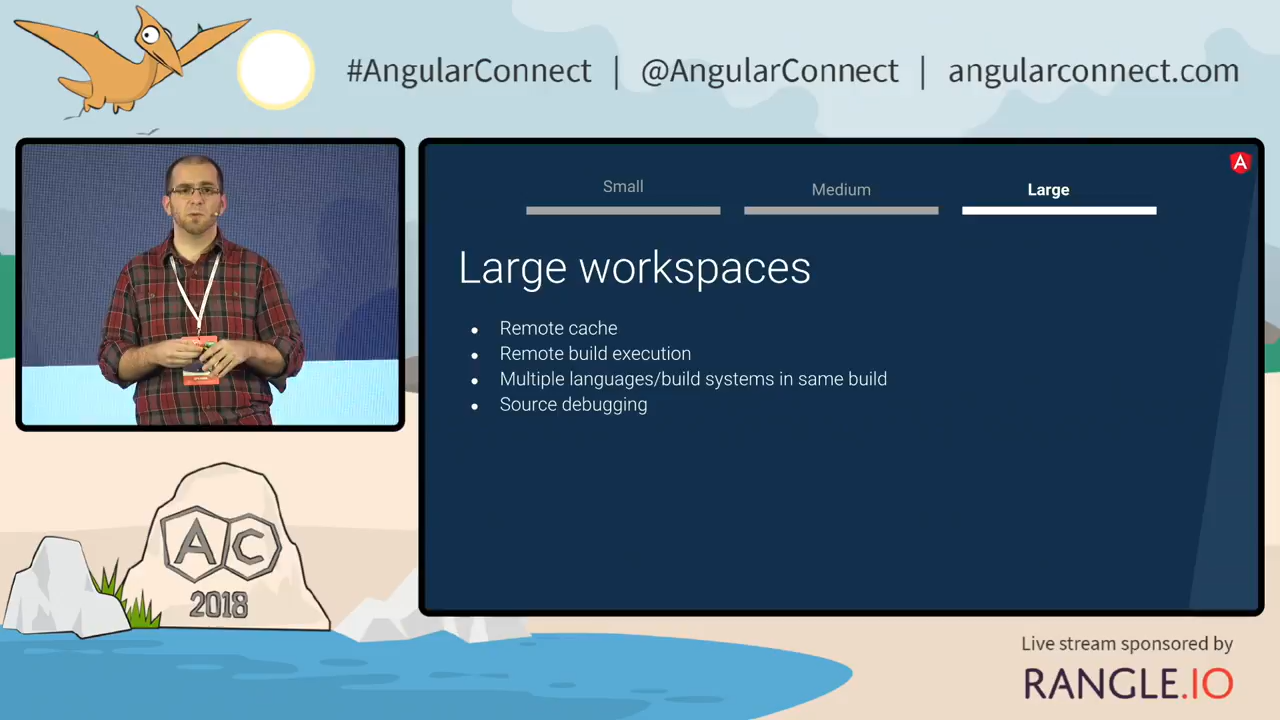 #AngularConnect | @AngularConnect | angularconnect.com
Small Medium Large
A
Large workspaces
• Remote cache
• Remote build execution
• Multiple languages/build systems in same build
• Source debugging
AC
2018
Live stream sponsored by
RANGLE.IO